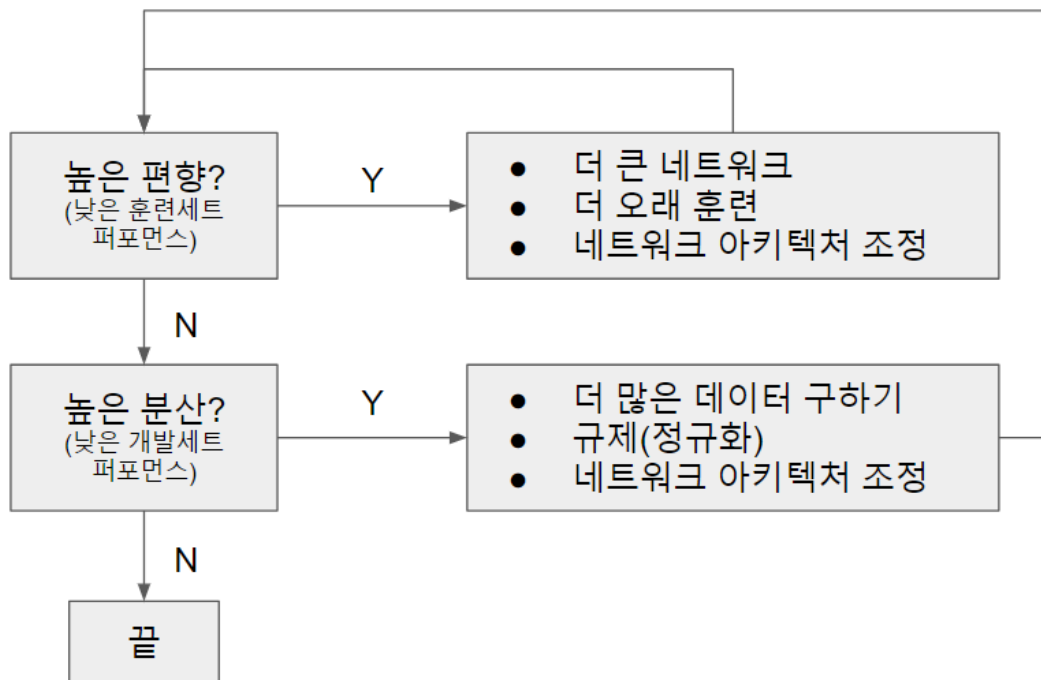 높은 편향?
(낮은 훈련세트
퍼포먼스)
Y
● 더 큰 네트워크
● 더 오래 훈련
● 네트워크 아키텍처 조정
N
높은 분산?
(낮은 개발세트
퍼포먼스)
Y
● 더 많은 데이터 구하기
● 규제(정규화)
● 네트워크 아키텍처 조정
N
끝